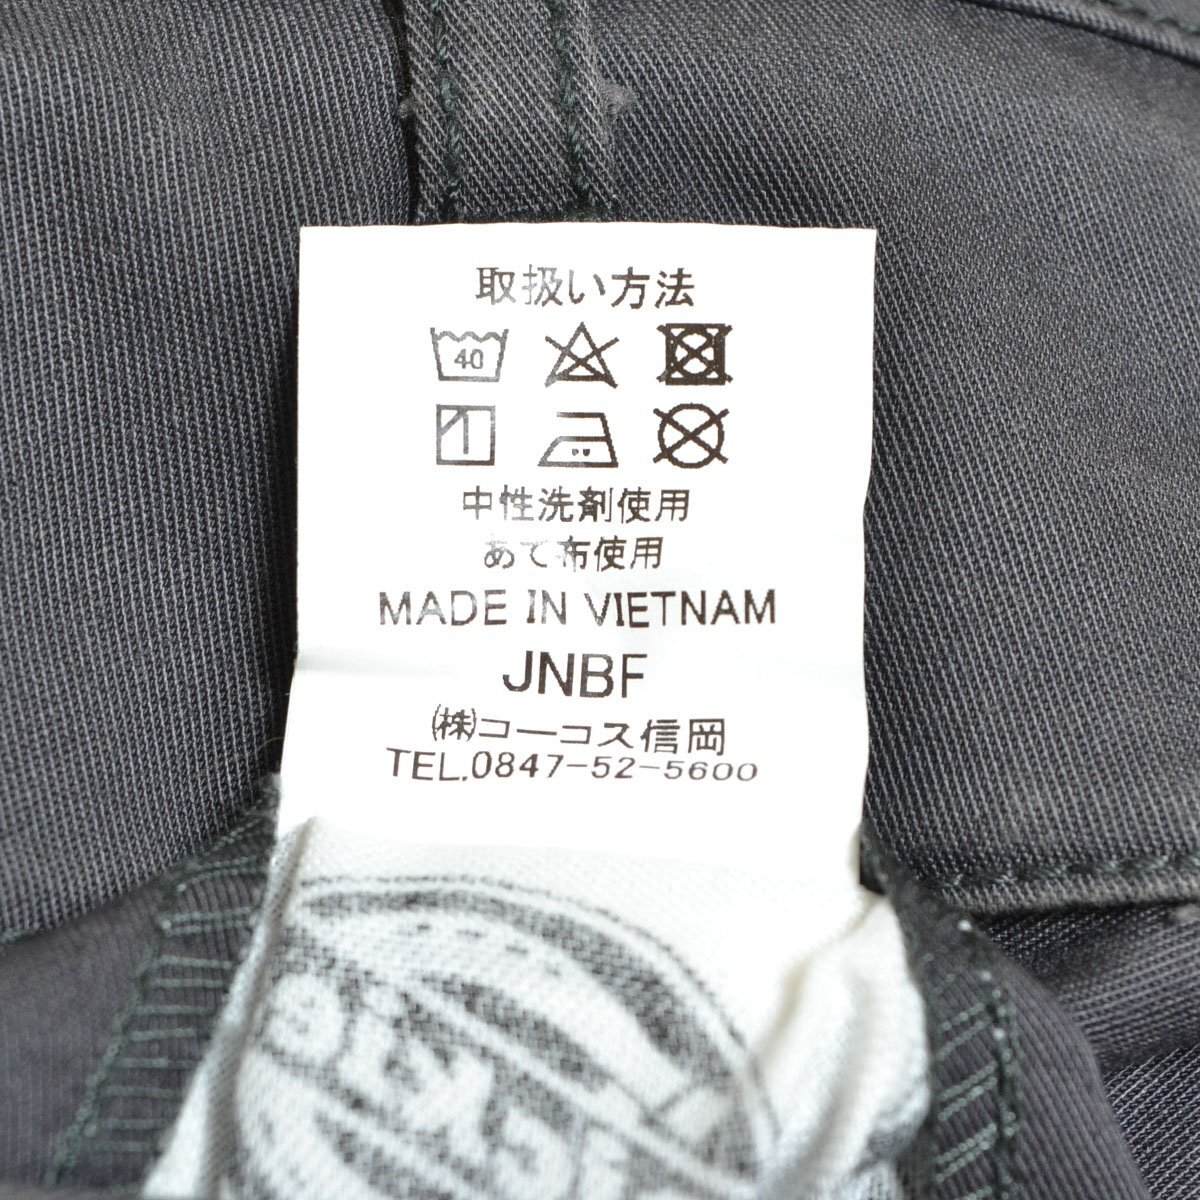 取扱い方法
40
中性洗剤使用
あて布使用
MADE IN VIETNAM
JNBF
㈱コーコス信岡
TEL.0847-52-5600